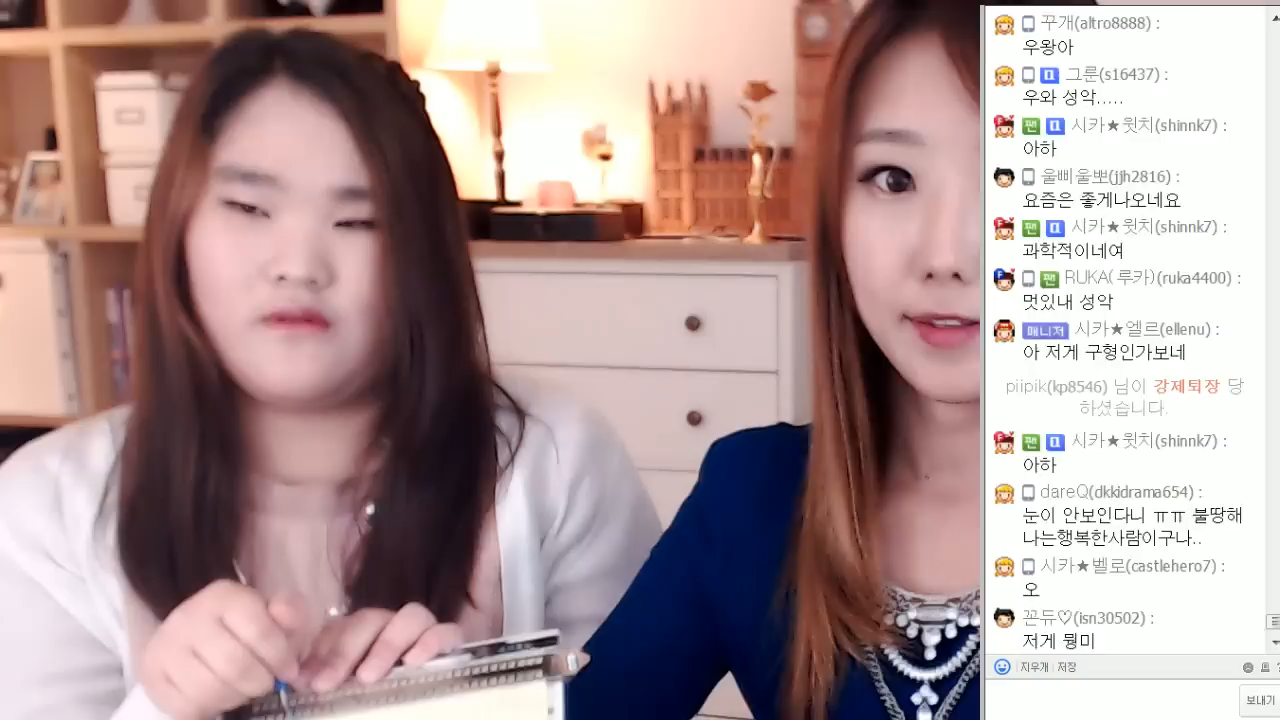 꾸개(altro8888) :
우왕아
그룬(s16437) :
우와 성악.....
팬 시카★윗치(shinnk7) :
아하
울삐울뽀(jjh2816) :
요즘은 좋게나오네요
팬 시카★윗치(shinnk7) :
과학적이네여
팬 RUKA(루카)(ruka4400) :
멋있내 성악
매니저 시카★엘르(ellenu) :
아 저게 구형인가보네
piipik(kp8546) 님이 강제퇴장 당
하셨습니다.
팬 시카★윗치(shinnk7) :
아하
dareQ(dkkidrama654) :
눈이 안보인다니 ㅠㅠ 불땅해
나는행복한사람이구나..
시카★벨로(castlehero7) :
오
꼰듀♡(isn30502) :
저게 뭥미
지우개 저장
보내기